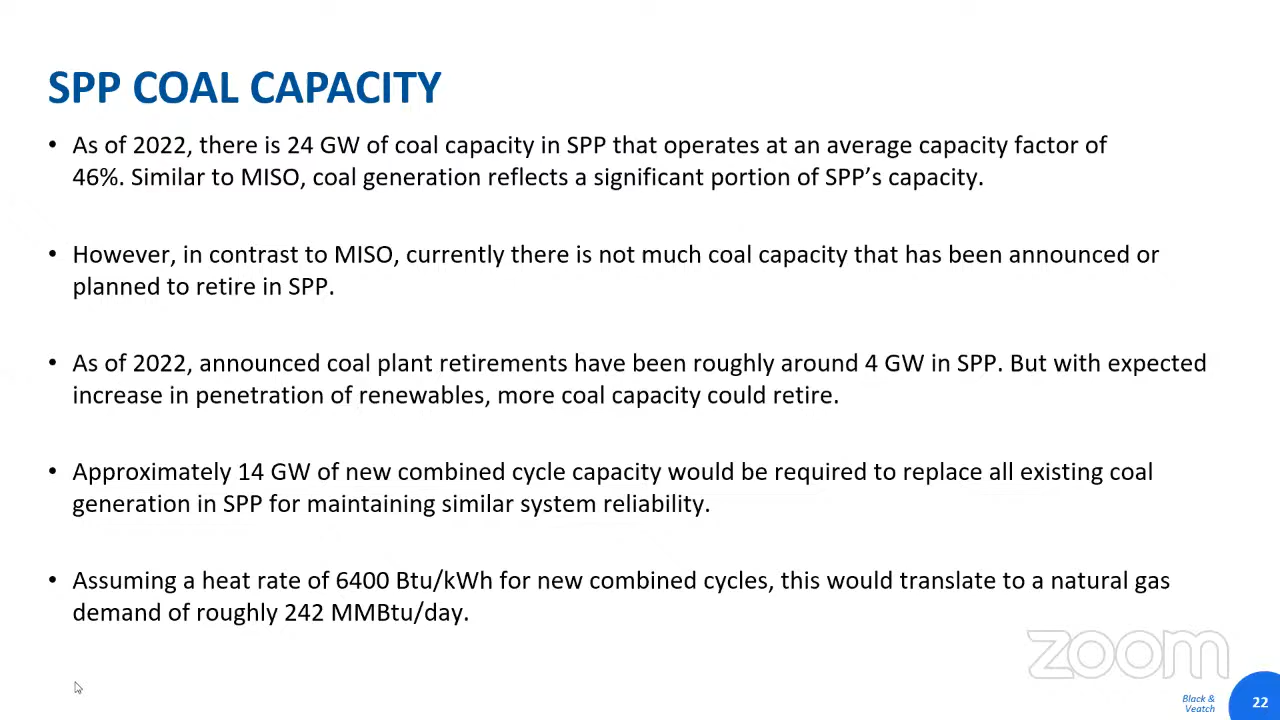 SPP COAL CAPACITY
• As of 2022, there is 24 GW of coal capacity in SPP that operates at an average capacity factor of
46%. Similar to MISO, coal generation reflects a significant portion of SPP’s capacity.
• However, in contrast to MISO, currently there is not much coal capacity that has been announced or
planned to retire in SPP.
• As of 2022, announced coal plant retirements have been roughly around 4 GW in SPP. But with expected
increase in penetration of renewables, more coal capacity could retire.
• Approximately 14 GW of new combined cycle capacity would be required to replace all existing coal
generation in SPP for maintaining similar system reliability.
• Assuming a heat rate of 6400 Btu/kWh for new combined cycles, this would translate to a natural gas
demand of roughly 242 MMBtu/day.
zoom
Black &
Veatch
22